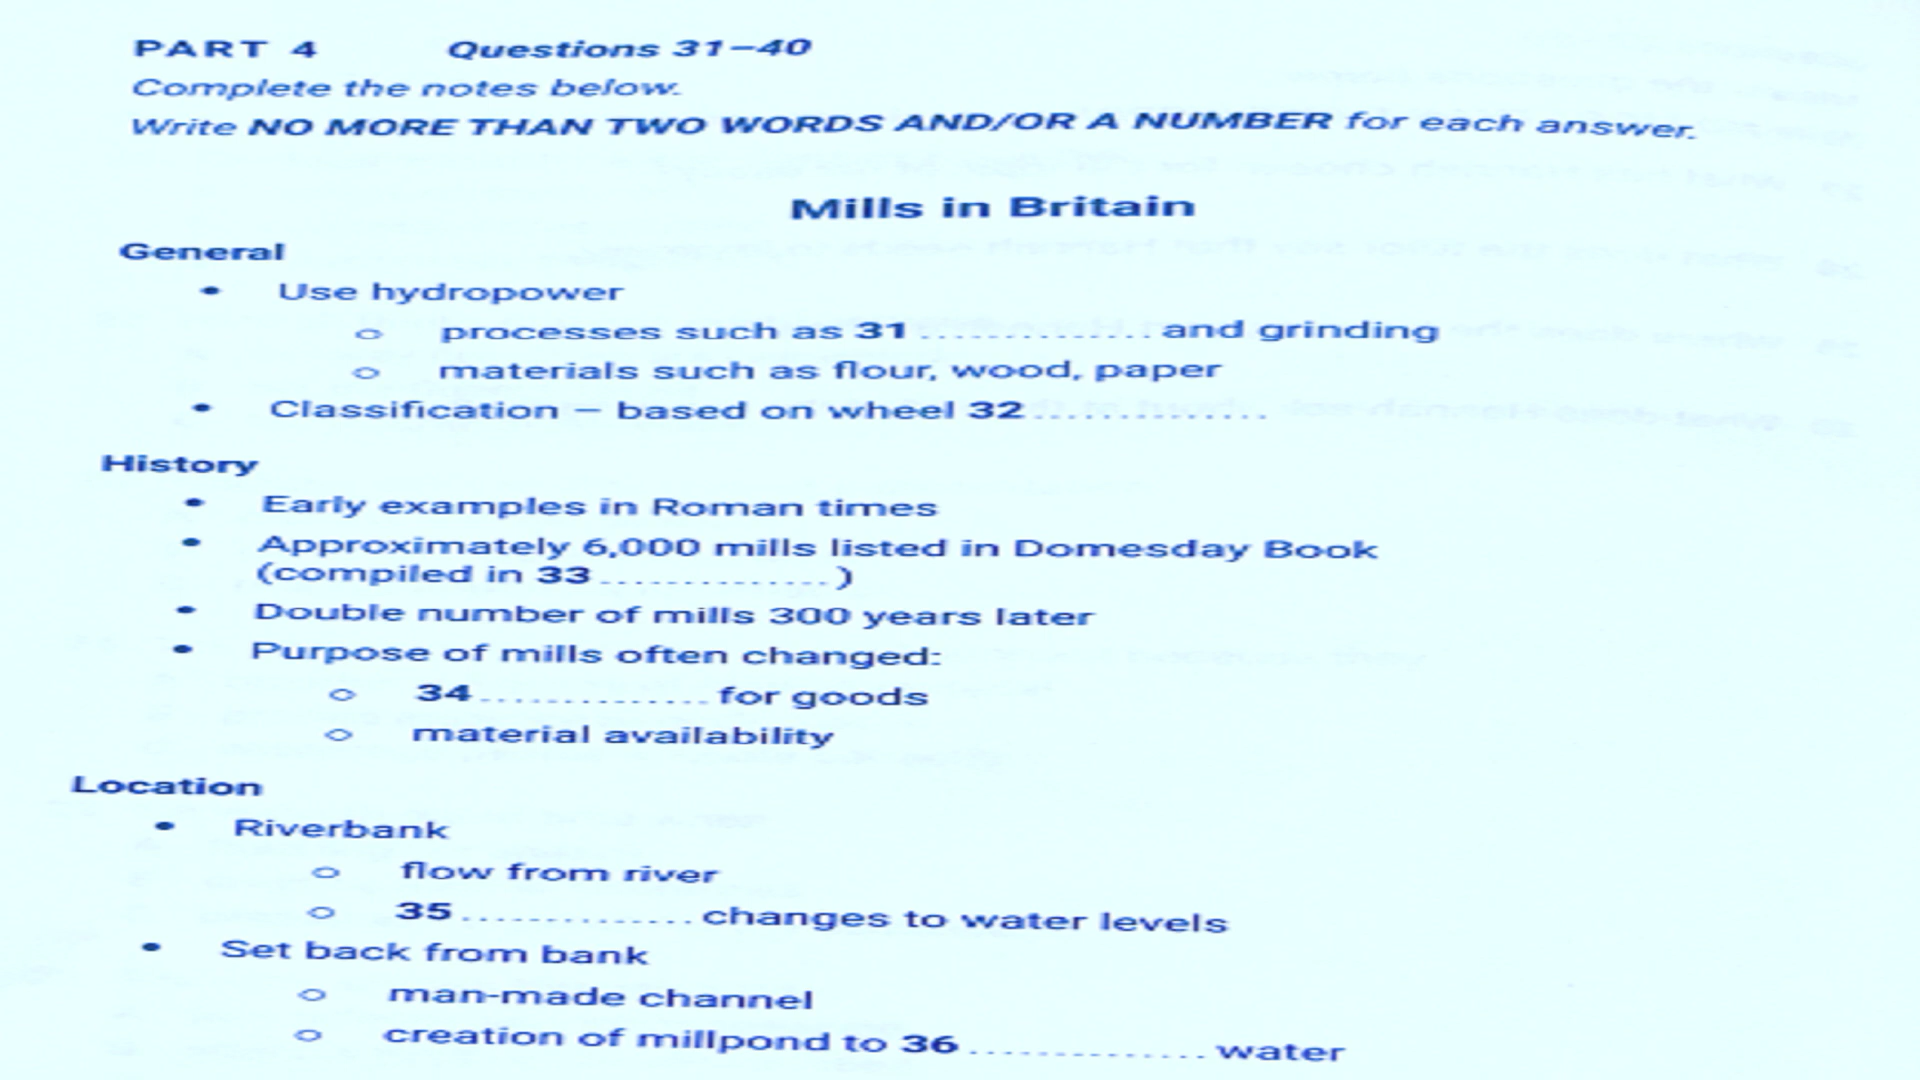 PART 4 Questions 31–40
Complete the notes below.
Write NO MORE THAN TWO WORDS AND/OR A NUMBER for each answer.
Mills in Britain
General
• Use hydropower
○ processes such as 31 .............. and grinding
○ materials such as flour, wood, paper
• Classification – based on wheel 32 ..............
History
• Early examples in Roman times
• Approximately 6,000 mills listed in Domesday Book
(compiled in 33 .............. )
• Double number of mills 300 years later
• Purpose of mills often changed:
○ 34 .............. for goods
○ material availability
Location
• Riverbank
○ flow from river
○ 35 .............. changes to water levels
• Set back from bank
○ man-made channel
○ creation of millpond to 36 .............. water